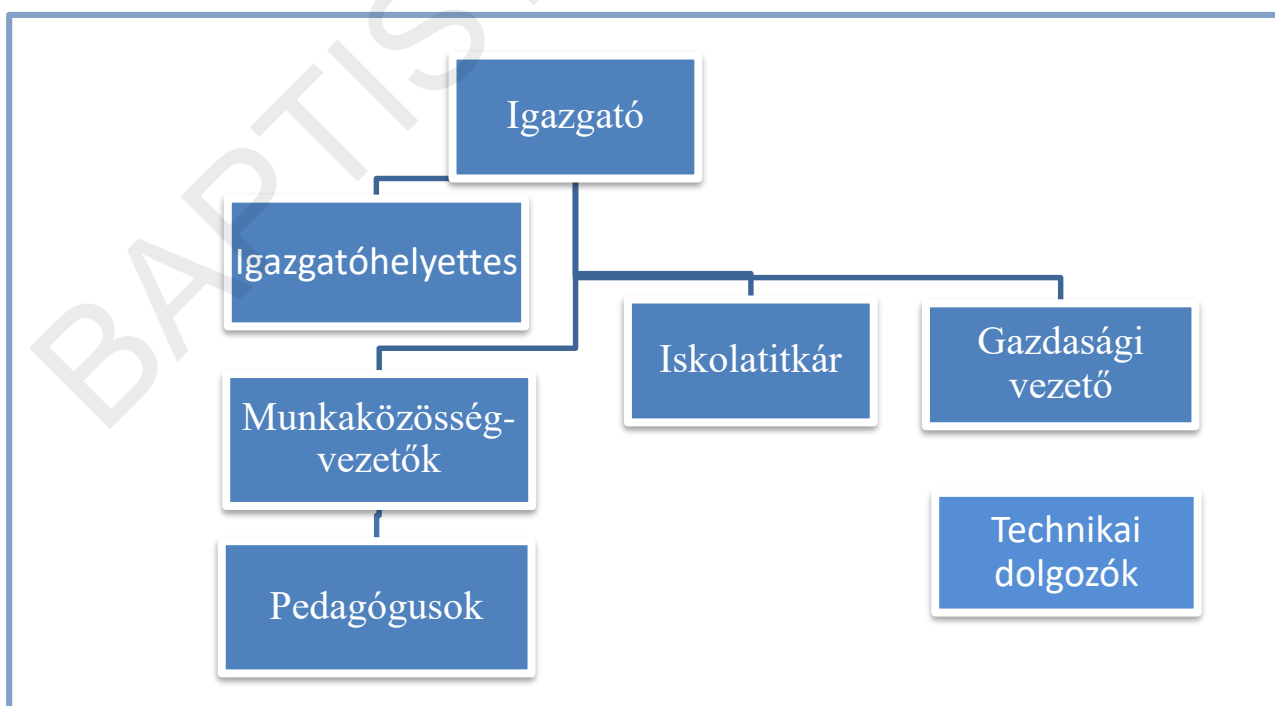 Igazgató
Igazgatóhelyettes
Iskolatitkár
Gazdasági
vezető
Munkaközösség-
vezetők
Technikai
dolgozók
Pedagógusok
BAPTIS